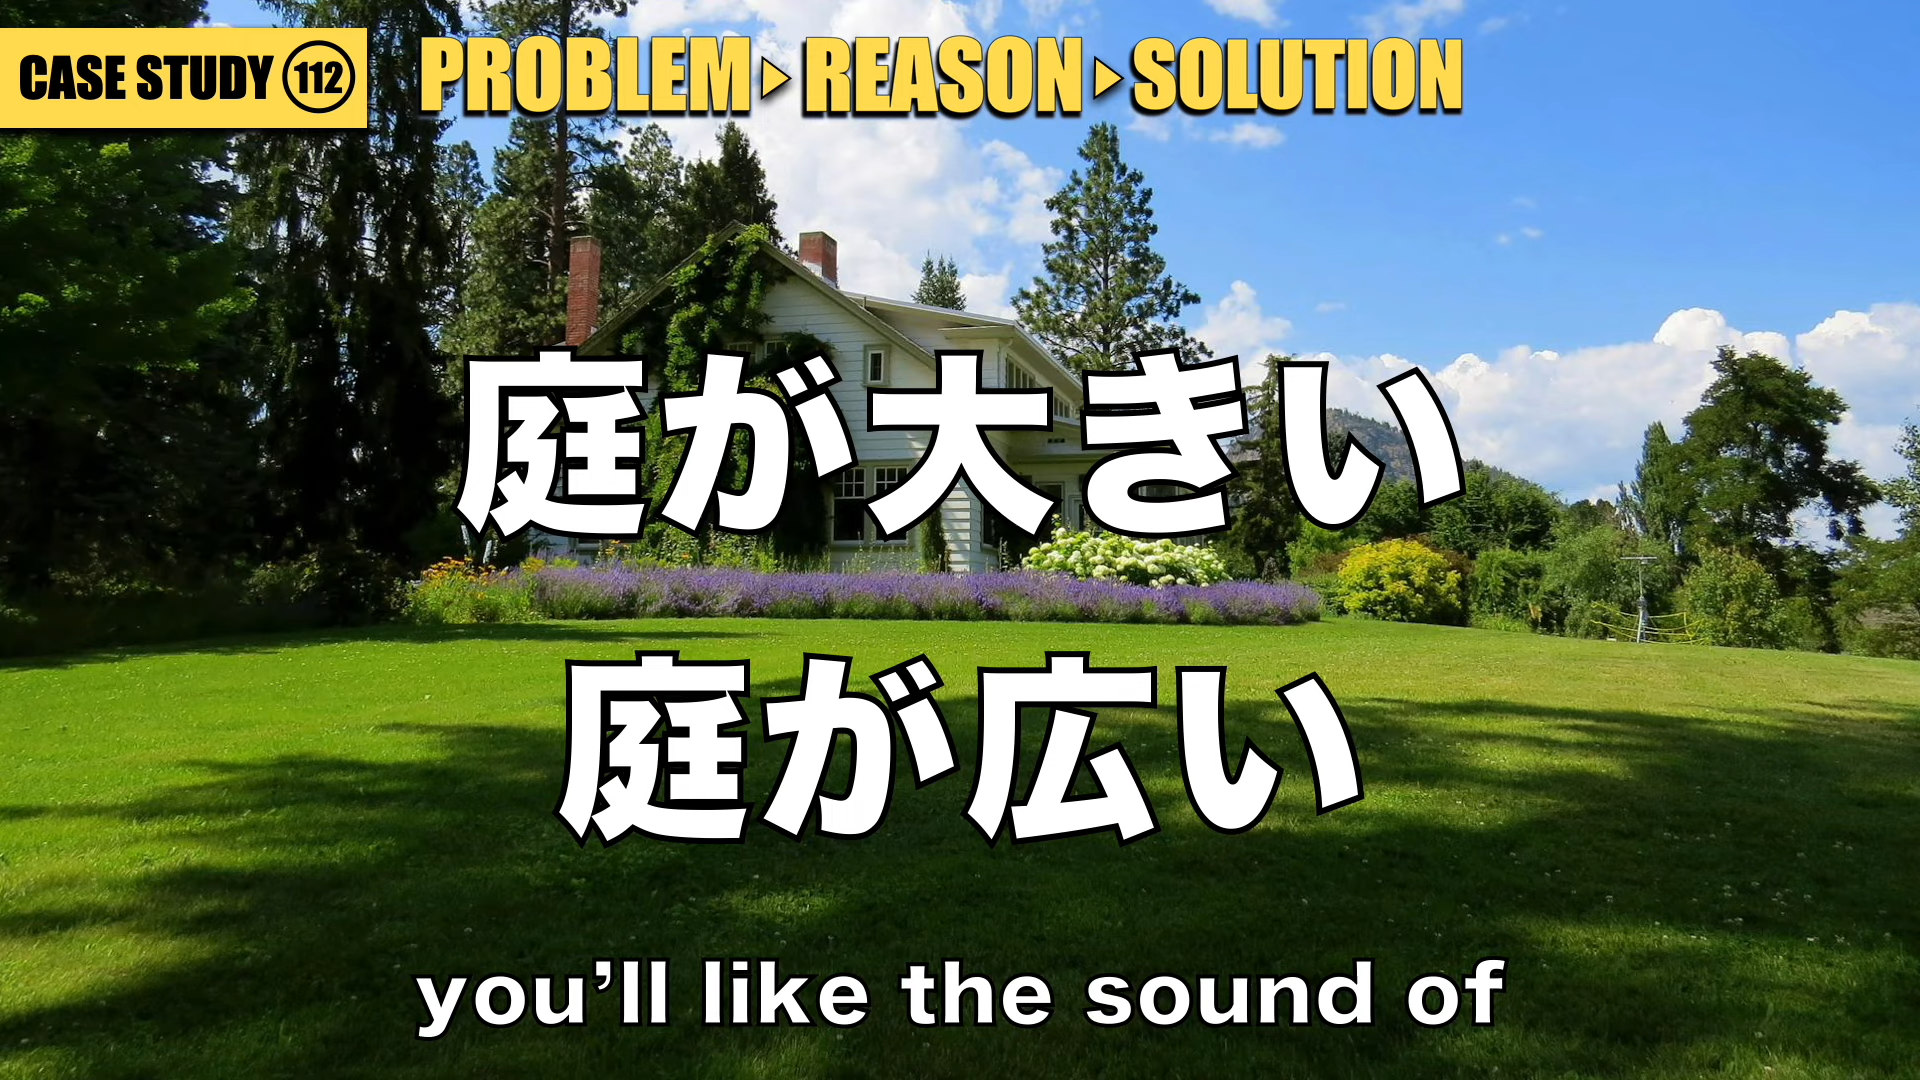 CASE STUDY 112 PROBLEM▸REASON▸SOLUTION
庭が大きい
庭が広い
you’ll like the sound of